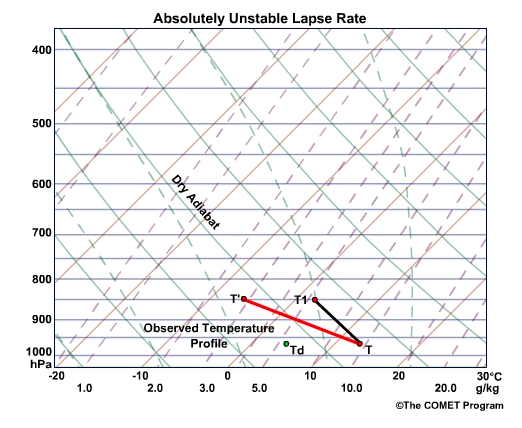 Absolutely Unstable Lapse Rate
400
500
600
Dry Adiabat
700
800
T' T1
900
Observed Temperature
Profile
Td T
1000
hPa
-20 -10 0 10 20 30°C
1.0 2.0 3.0 5.0 10.0 20.0 g/kg
©The COMET Program